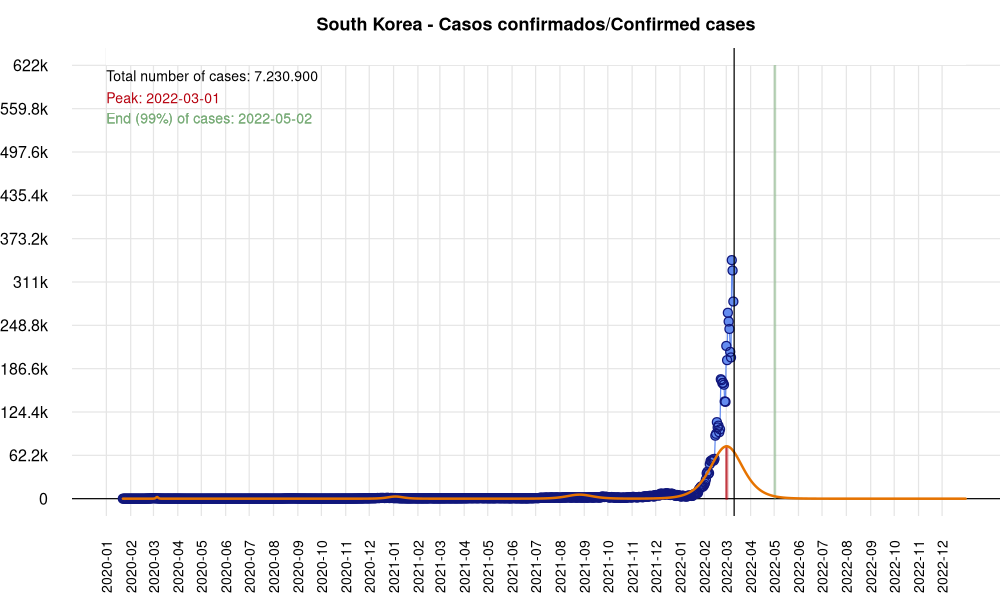 South Korea - Casos confirmados/Confirmed cases
622k
Total number of cases: 7.230.900
Peak: 2022-03-01
559.8k
End (99%) of cases: 2022-05-02
497.6k
435.4k
373.2k
311k
248.8k
186.6k
124.4k
62.2k
0
2020-01
2020-02
2020-03
2020-04
2020-05
2020-06
2020-07
2020-08
2020-09
2020-10
2020-11
2020-12
2021-01
2021-02
2021-03
2021-04
2021-05
2021-06
2021-07
2021-08
2021-09
2021-10
2021-11
2021-12
2022-01
2022-02
2022-03
2022-04
2022-05
2022-06
2022-07
2022-08
2022-09
2022-10
2022-11
2022-12